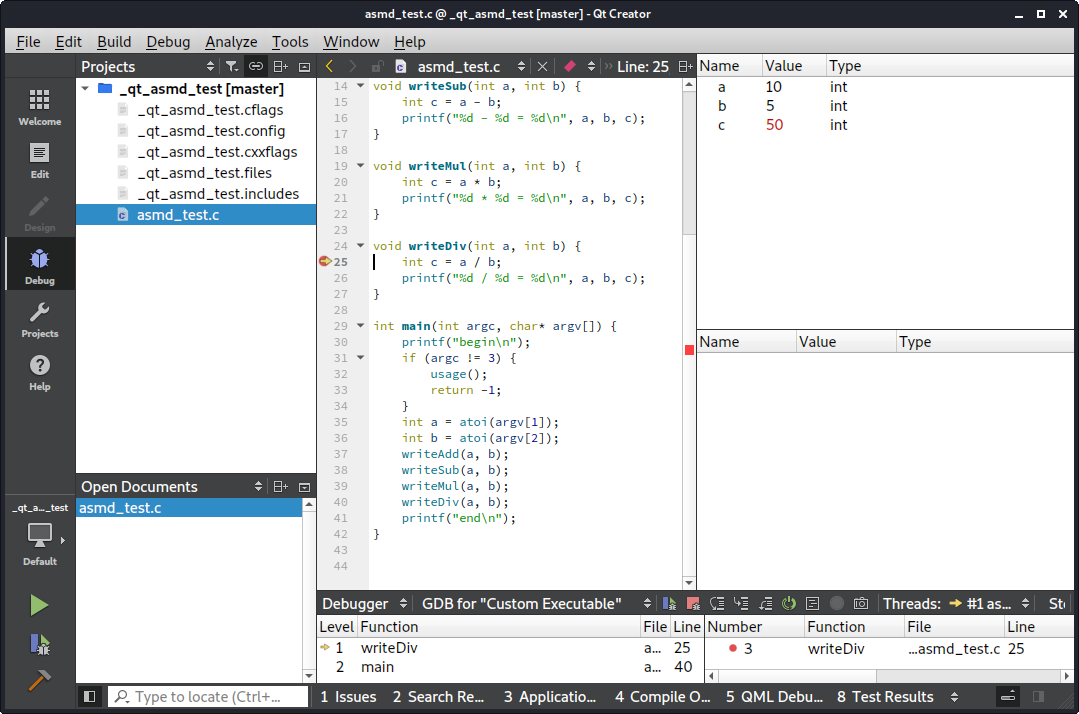 asmd_test.c @ _qt_asmd_test [master] - Qt Creator
File Edit Build Debug Analyze Tools Window Help
Projects
asmd_test.c
Line: 25
Name Value Type
a 10 int
b 5 int
c 50 int
Welcome
Edit
Design
Debug
Projects
Help
_qt_asmd_test [master]
_qt_asmd_test.cflags
_qt_asmd_test.config
_qt_asmd_test.cxxflags
_qt_asmd_test.files
_qt_asmd_test.includes
asmd_test.c
14 void writeSub(int a, int b) {
15 int c = a - b;
16 printf("%d - %d = %d\n", a, b, c);
17 }
18
19 void writeMul(int a, int b) {
20 int c = a * b;
21 printf("%d * %d = %d\n", a, b, c);
22 }
23
24 void writeDiv(int a, int b) {
25 int c = a / b;
26 printf("%d / %d = %d\n", a, b, c);
27 }
28
29 int main(int argc, char* argv[]) {
30 printf("begin\n");
31 if (argc != 3) {
32 usage();
33 return -1;
34 }
35 int a = atoi(argv[1]);
36 int b = atoi(argv[2]);
37 writeAdd(a, b);
38 writeSub(a, b);
39 writeMul(a, b);
40 writeDiv(a, b);
41 printf("end\n");
42 }
43
44
Name Value Type
Open Documents
asmd_test.c
_qt_a..._test
Default
Debugger GDB for "Custom Executable" Threads: #1 as... St
Level Function File Line
1 writeDiv a... 25
2 main a... 40
Number Function File Line
3 writeDiv ...asmd_test.c 25
Type to locate (Ctrl+...
1 Issues 2 Search Re... 3 Applicatio... 4 Compile O... 5 QML Debu... 8 Test Results